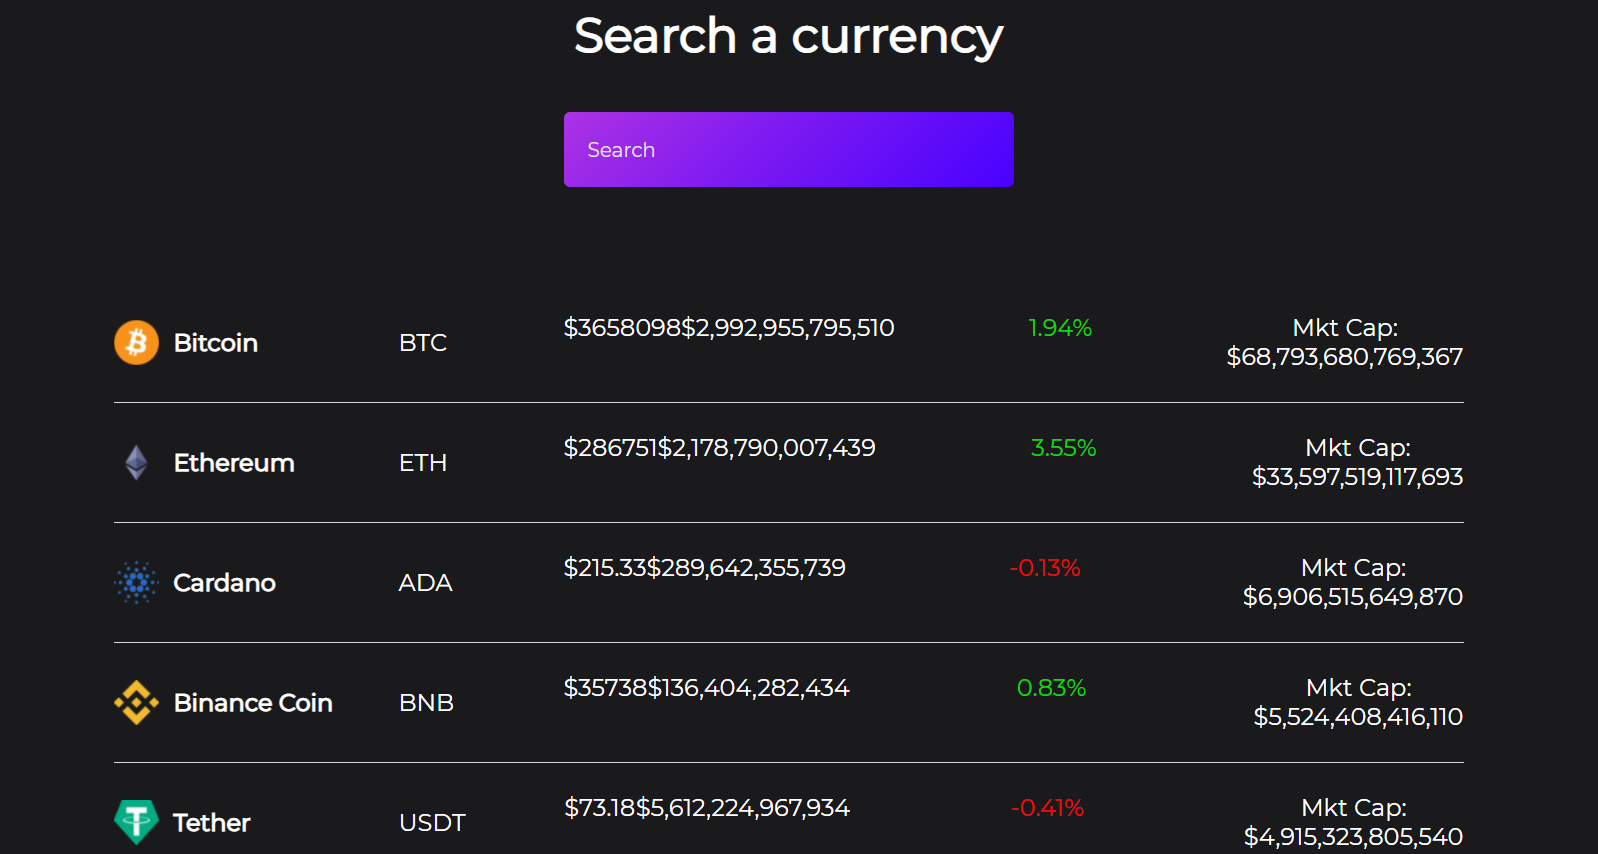 Search a currency
Search
Bitcoin BTC $3658098$2,992,955,795,510 1.94% Mkt Cap:
$68,793,680,769,367
Ethereum ETH $286751$2,178,790,007,439 3.55% Mkt Cap:
$33,597,519,117,693
Cardano ADA $215.33$289,642,355,739 -0.13% Mkt Cap:
$6,906,515,649,870
Binance Coin BNB $35738$136,404,282,434 0.83% Mkt Cap:
$5,524,408,416,110
Tether USDT $73.18$5,612,224,967,934 -0.41% Mkt Cap:
$4,915,323,805,540